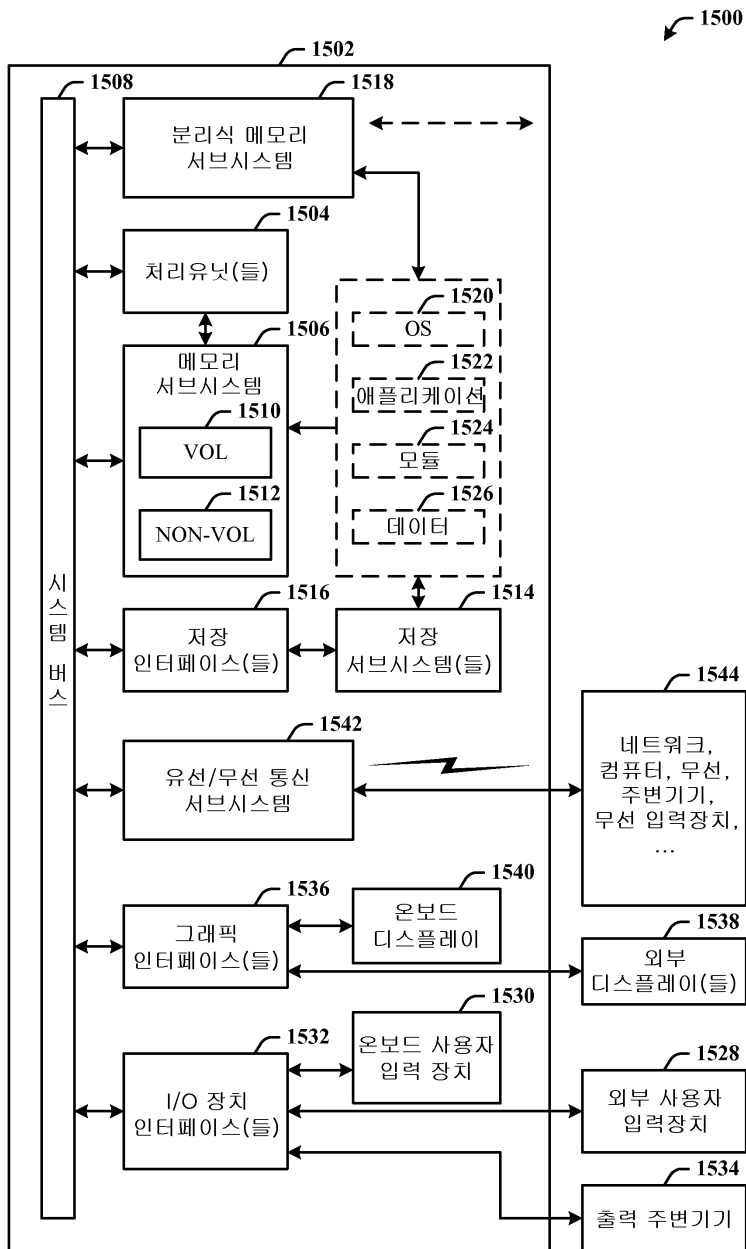 1500
1502
1508
1518
분리식 메모리
서브시스템
1504
처리유닛(들)
1520
OS
1506
메모리
서브시스템
1522
애플리케이션
1510
VOL
1524
모듈
1512
NON-VOL
1526
데이터
시스템 버스
1516
저장
인터페이스(들)
1514
저장
서브시스템(들)
1544
네트워크,
컴퓨터, 무선,
주변기기,
무선 입력장치,
...
1542
유선/무선 통신
서브시스템
1540
온보드
디스플레이
1536
그래픽
인터페이스(들)
1538
외부
디스플레이(들)
1530
온보드 사용자
입력 장치
1532
I/O 장치
인터페이스(들)
1528
외부 사용자
입력장치
1534
출력 주변기기